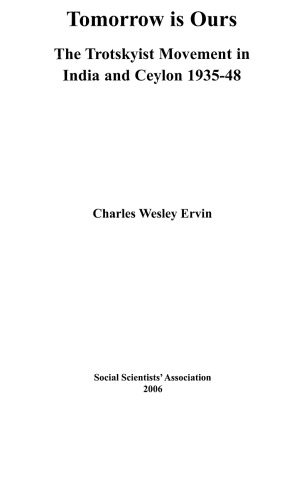 Tomorrow is Ours
The Trotskyist Movement in
India and Ceylon 1935-48
Charles Wesley Ervin
Social Scientists' Association
2006